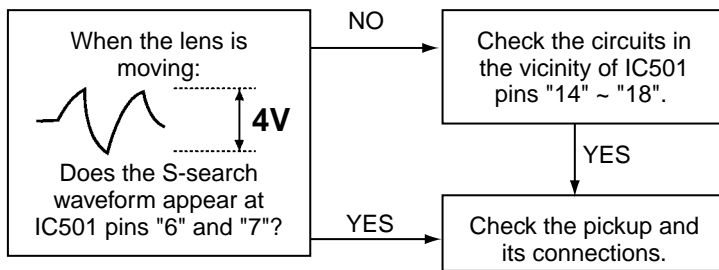 When the lens is
moving:
4V
Does the S-search
waveform appear at
IC501 pins "6" and "7"?
NO
Check the circuits in
the vicinity of IC501
pins "14" ~ "18".
YES
YES
Check the pickup and
its connections.